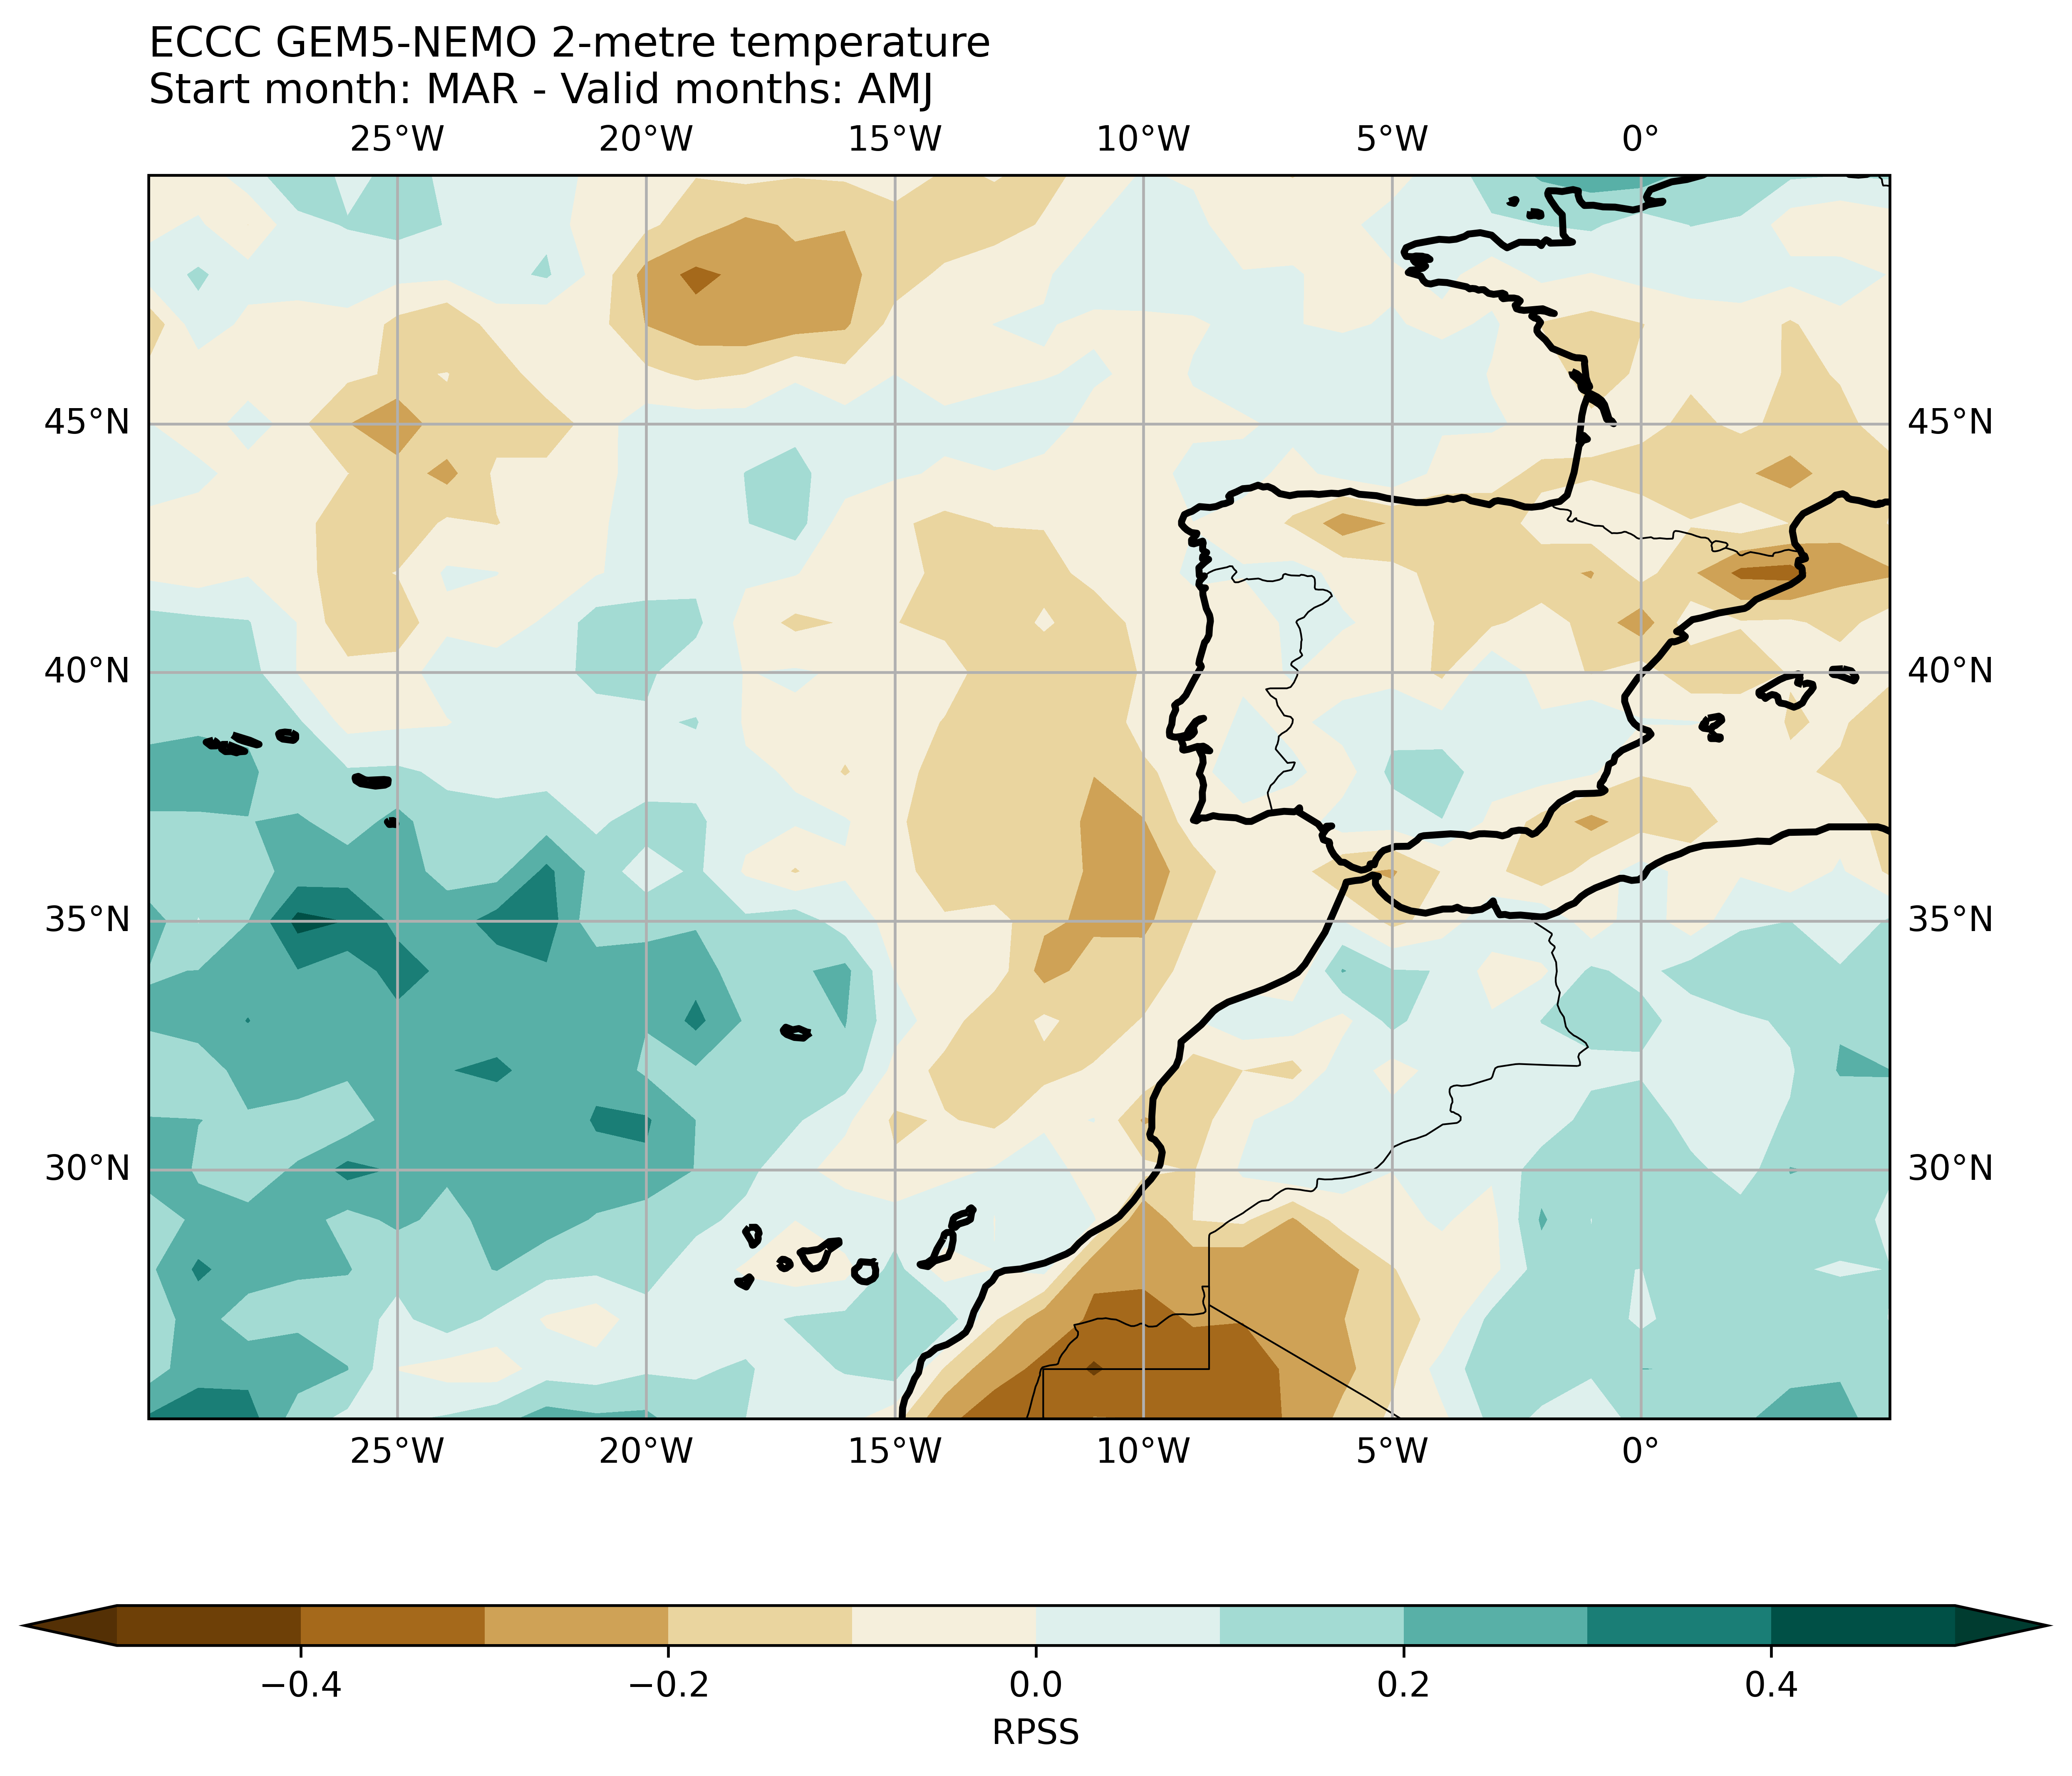 ECCC GEM5-NEMO 2-metre temperature
Start month: MAR - Valid months: AMJ
25°W 20°W 15°W 10°W 5°W 0°
45°N 45°N
40°N 40°N
35°N 35°N
30°N 30°N
25°W 20°W 15°W 10°W 5°W 0°
−0.4 −0.2 0.0 0.2 0.4
RPSS